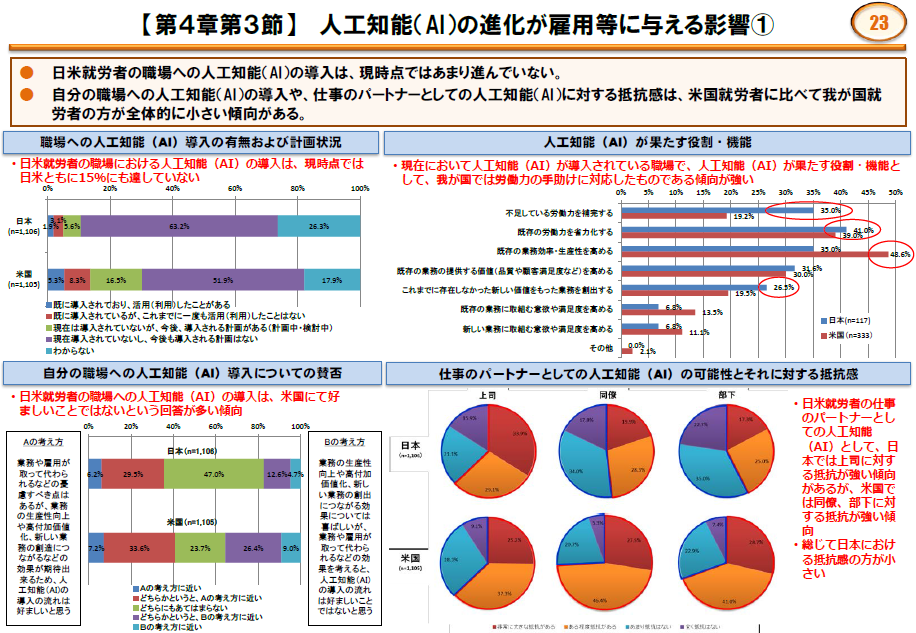 【第4章第3節】 人工知能(AI)の進化が雇用等に与える影響①
23
● 日米就労者の職場への人工知能(AI)の導入は、現時点ではあまり進んでいない。
● 自分の職場への人工知能(AI)の導入や、仕事のパートナーとしての人工知能(AI)に対する抵抗感は、米国就労者に比べて我が国就
労者の方が全体的に小さい傾向がある。
職場への人工知能(AI)導入の有無および計画状況
・日米就労者の職場における人工知能(AI)の導入は、現時点では
日米ともに15%にも達していない
0% 20% 40% 60% 80% 100%
日本
(n=1,106)
1.9% 3.1% 5.6% 63.2% 26.3%
米国
(n=1,105)
5.3% 8.3% 16.5% 51.9% 17.9%
■既に導入されており、活用(利用)したことがある
■既に導入されているが、これまでに一度も活用(利用)したことはない
■現在は導入されていないが、今後、導入される計画がある(計画中・検討中)
■現在導入されていないし、今後も導入される計画はない
■わからない
人工知能(AI)が果たす役割・機能
・現在において人工知能(AI)が導入されている職場で、人工知能(AI)が果たす役割・機能と
して、我が国では労働力の手助けに対応したものである傾向が強い
0% 5% 10% 15% 20% 25% 30% 35% 40% 45% 50%
不足している労働力を補完する 35.0% 19.2%
既存の労働力を省力化する 41.0% 39.0%
既存の業務効率・生産性を高める 35.0% 48.6%
既存の業務の提供する価値(品質や顧客満足度など)を高める 31.6% 30.0%
これまでに存在しなかった新しい価値をもった業務を創出する 26.5% 19.5%
既存の業務に取組む意欲や満足度を高める 6.8% 13.5%
新しい業務に取組む意欲や満足度を高める 6.8% 11.1%
その他 0.0% 2.1%
■日本(n=117)
■米国(n=333)
自分の職場への人工知能(AI)導入についての賛否
・日米就労者の職場への人工知能(AI)の導入は、米国にて好
ましいことではないという回答が多い傾向
Aの考え方
業務や雇用が
取って代わら
れるなどの憂
慮すべき点は
あるが、業務
の生産性向上
や高付加価値
化、新しい業
務の創造につ
ながるなどの
効果が期待出
来るため、人
工知能(AI)の
導入の流れは
好ましいと思う
0% 20% 40% 60% 80% 100%
日本(n=1,106)
6.2% 29.5% 47.0% 12.6% 4.7%
米国(n=1,105)
7.2% 33.6% 23.7% 26.4% 9.0%
■Aの考え方に近い
■どちらかというと、Aの考え方に近い
■どちらにもあてはまらない
■どちらかというと、Bの考え方に近い
■Bの考え方に近い
Bの考え方
業務の生産性
向上や高付加
価値化、新し
い業務の創出
につながる効
果については
喜ばしいが、
業務や雇用が
取って代わら
れるなどの効
果を考えると、
人工知能(AI)
の導入の流れ
は好ましいこと
ではないと思う
仕事のパートナーとしての人工知能(AI)の可能性とそれに対する抵抗感
上司 同僚 部下
日本
(n=1,106)
米国
(n=1,105)
■非常に大きな抵抗がある ■ある程度抵抗がある ■あまり抵抗はない ■全く抵抗はない
・日米就労者の仕事
のパートナーとし
ての人工知能
(AI)として、日
本では上司に対す
る抵抗が強い傾向
があるが、米国で
は同僚、部下に対
する抵抗が強い傾
向
・総じて日本におけ
る抵抗感の方が小
さい